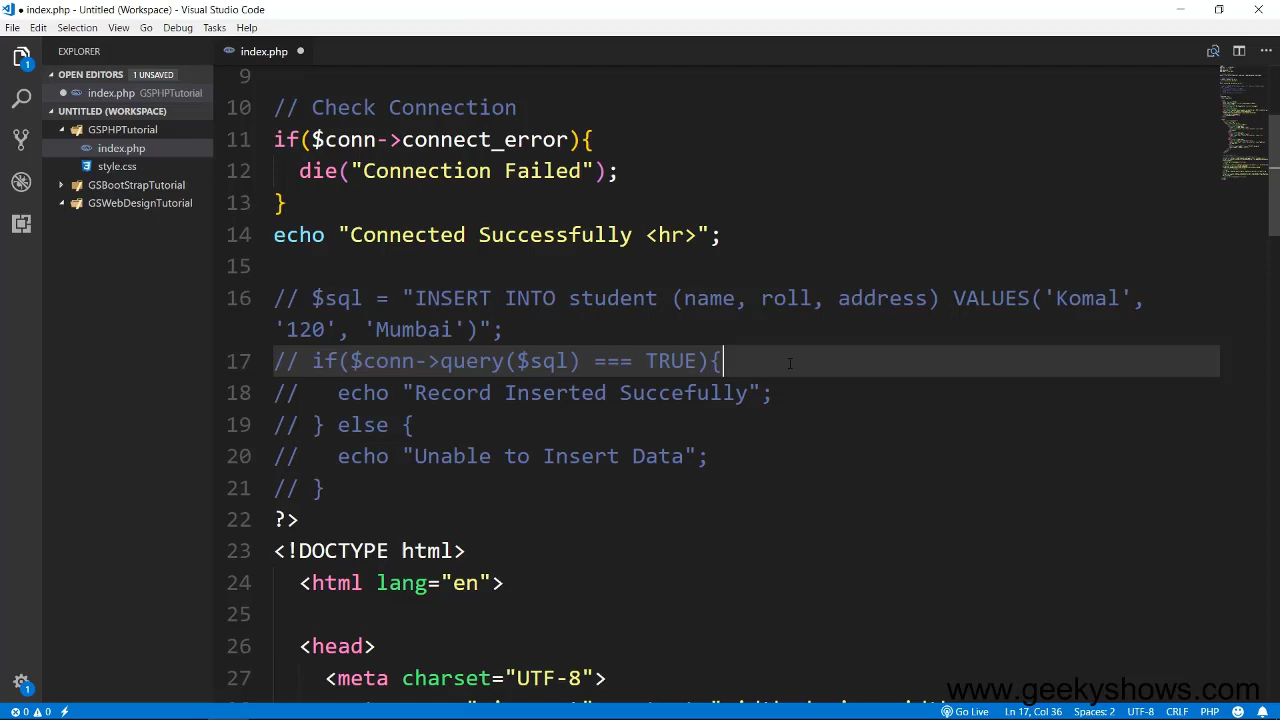 ● index.php - Untitled (Workspace) - Visual Studio Code
File Edit Selection View Go Debug Tasks Help
EXPLORER
index.php ●
OPEN EDITORS 1 UNSAVED
● index.php GSPHPTutorial
UNTITLED (WORKSPACE)
GSPHPTutorial
index.php
style.css
GSBootStrapTutorial
GSWebDesignTutorial
1
9
10 // Check Connection
11 if($conn->connect_error){
12 die("Connection Failed");
13 }
14 echo "Connected Successfully <hr>";
15
16 // $sql = "INSERT INTO student (name, roll, address) VALUES('Komal',
'120', 'Mumbai')";
17 // if($conn->query($sql) === TRUE){
18 //   echo "Record Inserted Succefully";
19 // } else {
20 //   echo "Unable to Insert Data";
21 // }
22 ?>
23 <!DOCTYPE html>
24 <html lang="en">
25
26 <head>
27 <meta charset="UTF-8">
1
www.geekyshows.com
0 0 Go Live Ln 17, Col 36 Spaces: 2 UTF-8 CRLF PHP